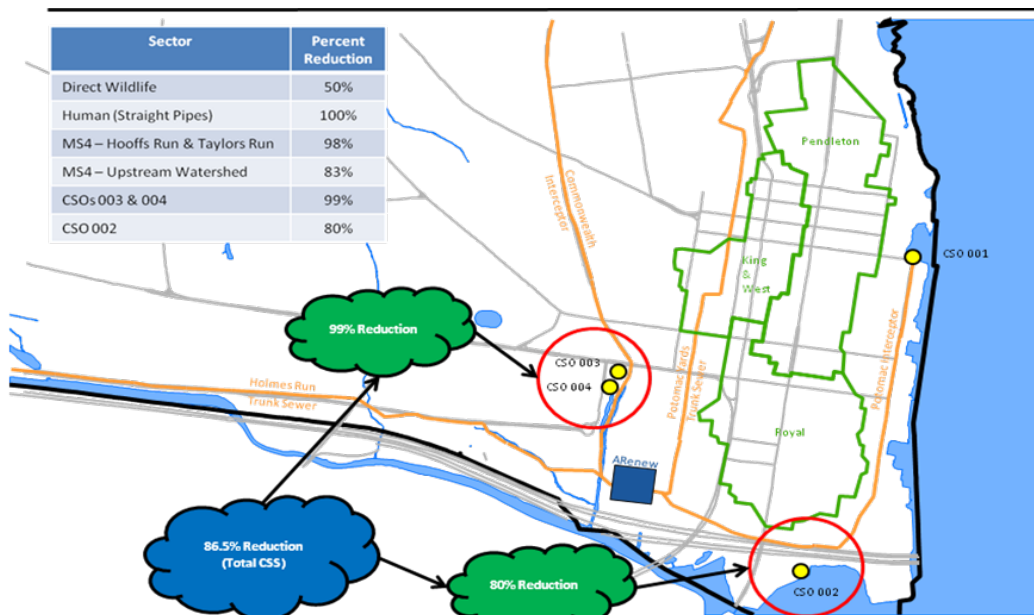 Sector Percent Reduction
Direct Wildlife 50%
Human (Straight Pipes) 100%
MS4 – Hooffs Run & Taylors Run 98%
MS4 – Upstream Watershed 83%
CSOs 003 & 004 99%
CSO 002 80%
Commonwealth
Interceptor
Pendleton
CSO 001
King
&
West
99% Reduction
CSO 003
CSO 004
Potomac Yards
Trunk Sewer
Potomac Interceptor
Holmes Run
Trunk Sewer
Royal
ARenew
86.5% Reduction
(Total CSS)
80% Reduction
CSO 002